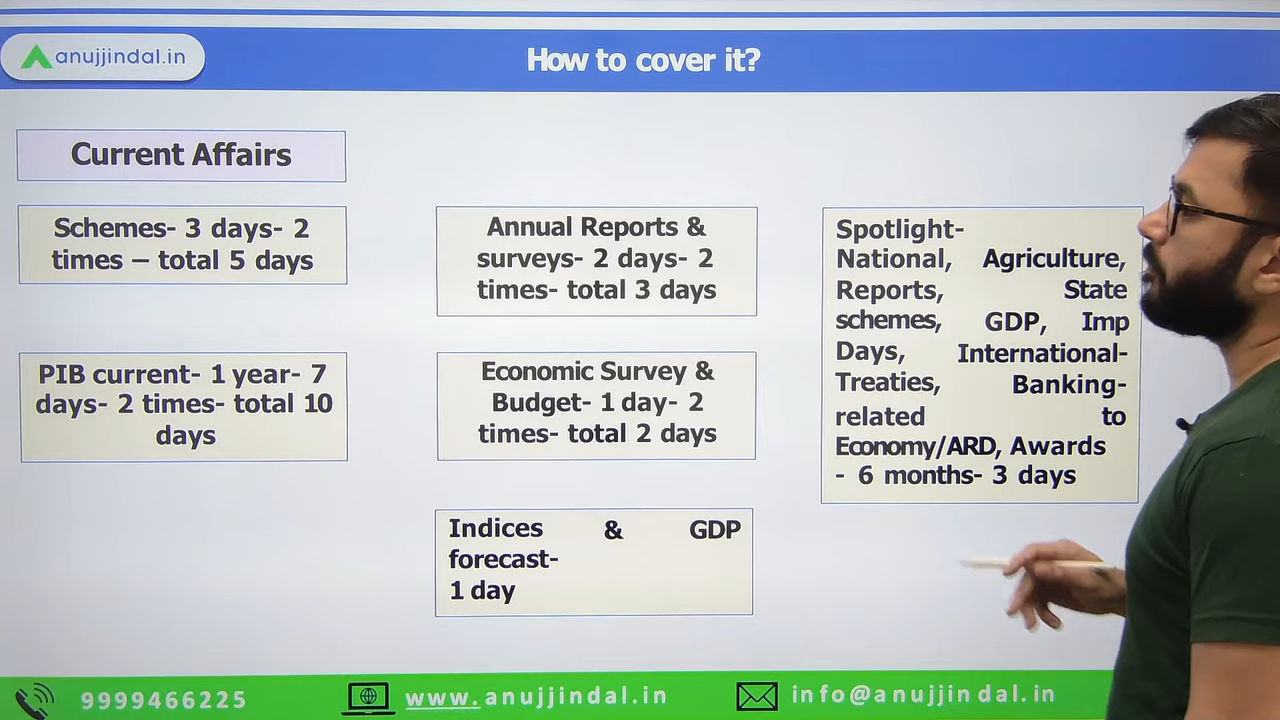 anujjindal.in
How to cover it?
Current Affairs
Schemes- 3 days- 2
times – total 5 days
PIB current- 1 year- 7
days- 2 times- total 10
days
Annual Reports &
surveys- 2 days- 2
times- total 3 days
Economic Survey &
Budget- 1 day- 2
times- total 2 days
Indices & GDP
forecast-
1 day
Spotlight-
National, Agriculture,
Reports, State
schemes, GDP, Imp
Days, International-
Treaties, Banking-
related to
Economy/ARD, Awards
- 6 months- 3 days
9999466225
www.anujjindal.in
info@anujjindal.in